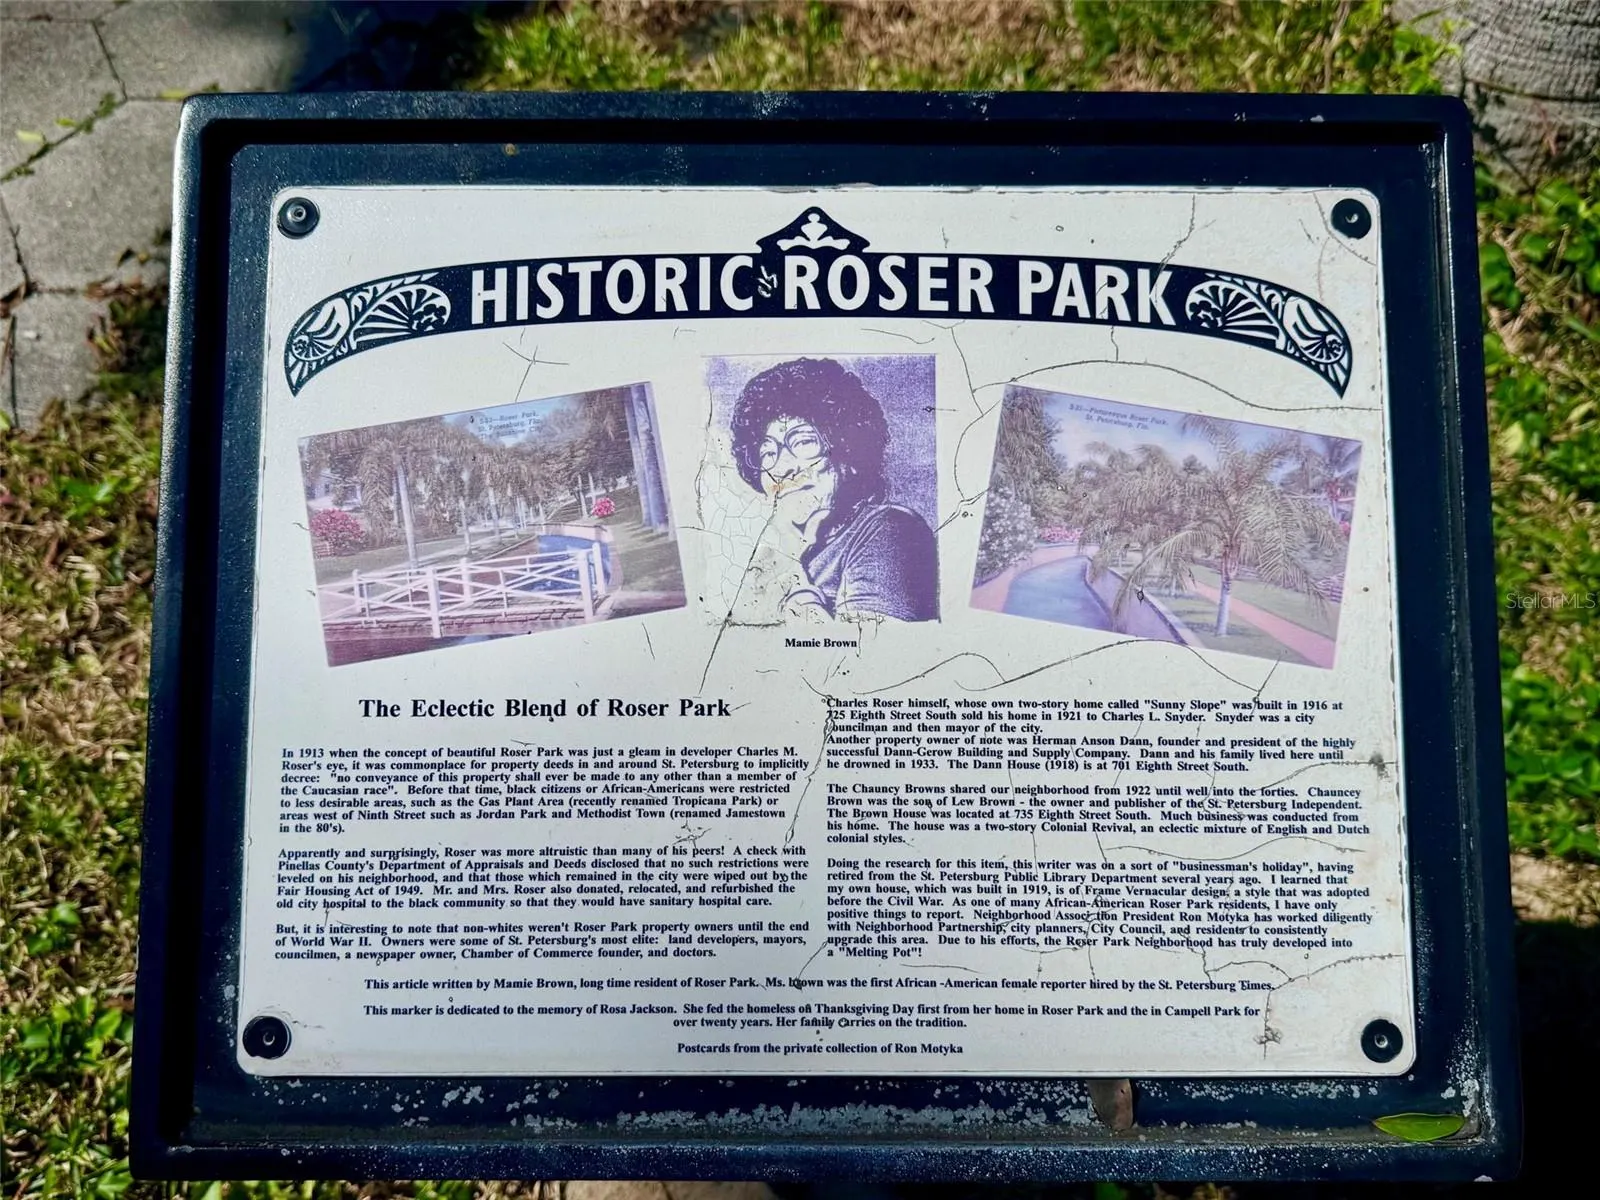 HISTORIC ROSER PARK
S-83—Roser Park,
St. Petersburg, Fla.
"The Sunshine City"
S-21—Picturesque Roser Park,
St. Petersburg, Fla.
StellarMLS
Mamie Brown
The Eclectic Blend of Roser Park
In 1913 when the concept of beautiful Roser Park was just a gleam in developer Charles M.
Roser's eye, it was commonplace for property deeds in and around St. Petersburg to implicitly
decree: "no conveyance of this property shall ever be made to any other than a member of
the Caucasian race". Before that time, black citizens or African-Americans were restricted
to less desirable areas, such as the Gas Plant Area (recently renamed Tropicana Park) or
areas west of Ninth Street such as Jordan Park and Methodist Town (renamed Jamestown
in the 80's).
Apparently and surprisingly, Roser was more altruistic than many of his peers! A check with
Pinellas County's Department of Appraisals and Deeds disclosed that no such restrictions were
leveled on his neighborhood, and that those which remained in the city were wiped out by the
Fair Housing Act of 1949. Mr. and Mrs. Roser also donated, relocated, and refurbished the
old city hospital to the black community so that they would have sanitary hospital care.
But, it is interesting to note that non-whites weren't Roser Park property owners until the end
of World War II. Owners were some of St. Petersburg's most elite: land developers, mayors,
councilmen, a newspaper owner, Chamber of Commerce founder, and doctors.
Charles Roser himself, whose own two-story home called "Sunny Slope" was built in 1916 at
725 Eighth Street South sold his home in 1921 to Charles L. Snyder. Snyder was a city
councilman and then mayor of the city.
Another property owner of note was Herman Anson Dann, founder and president of the highly
successful Dann-Gerow Building and Supply Company. Dann and his family lived here until
he drowned in 1933. The Dann House (1918) is at 701 Eighth Street South.
The Chauncy Browns shared our neighborhood from 1922 until well into the forties. Chauncey
Brown was the son of Lew Brown - the owner and publisher of the St. Petersburg Independent.
The Brown House was located at 735 Eighth Street South. Much business was conducted from
his home. The house was a two-story Colonial Revival, an eclectic mixture of English and Dutch
colonial styles.
Doing the research for this item, this writer was on a sort of "businessman's holiday", having
retired from the St. Petersburg Public Library Department several years ago. I learned that
my own house, which was built in 1919, is of Frame Vernacular design, a style that was adopted
before the Civil War. As one of many African-American Roser Park residents, I have only
positive things to report. Neighborhood Association President Ron Motyka has worked diligently
with Neighborhood Partnership, city planners, City Council, and residents to consistently
upgrade this area. Due to his efforts, the Roser Park Neighborhood has truly developed into
a "Melting Pot"!
This article written by Mamie Brown, long time resident of Roser Park. Ms. brown was the first African -American female reporter hired by the St. Petersburg Times.
This marker is dedicated to the memory of Rosa Jackson. She fed the homeless on Thanksgiving Day first from her home in Roser Park and the in Campell Park for
over twenty years. Her family carries on the tradition.
Postcards from the private collection of Ron Motyka